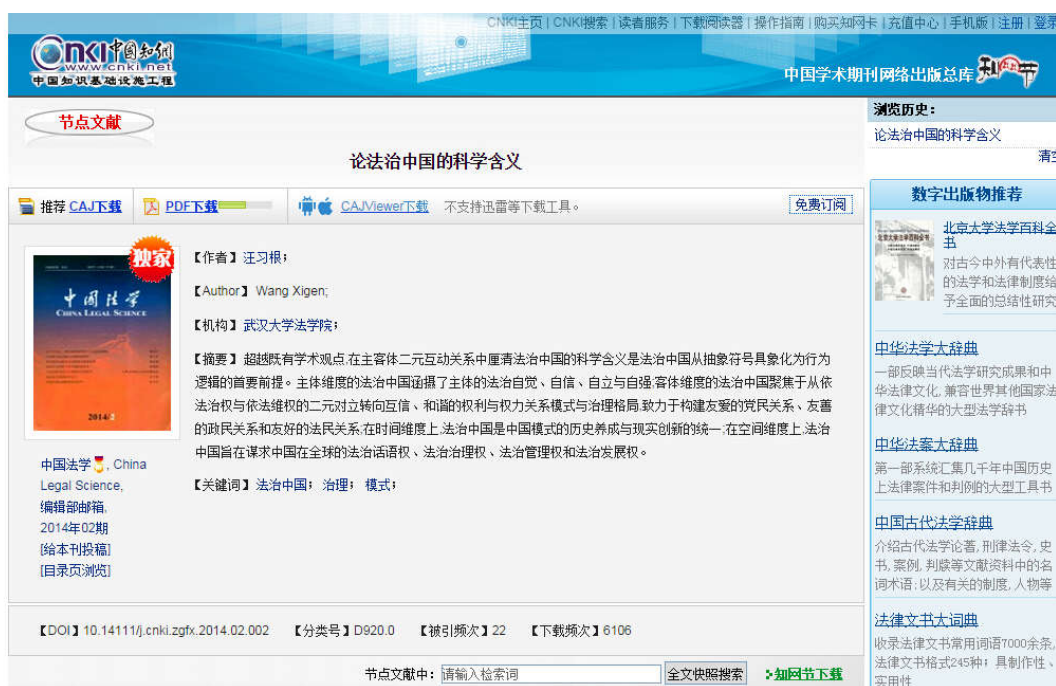 CNKI主页 | CNKI搜索 | 读者服务 | 下载阅读器 | 操作指南 | 购买知网卡 | 充值中心 | 手机版 | 注册 | 登录
CNKI中国知网
www.cnki.net
中国知识基础设施工程
中国学术期刊网络出版总库
节点文献
论法治中国的科学含义
推荐 CAJ下载
PDF下载
CAJViewer下载 不支持迅雷等下载工具。
免费订阅
独家
中国法学
CHINA LEGAL SCIENCE
2014/2
中国法学, China
Legal Science,
编辑部邮箱,
2014年02期
[给本刊投稿]
[目录页浏览]
【作者】 汪习根;
【Author】 Wang Xigen;
【机构】 武汉大学法学院;
【摘要】 超越既有学术观点,在主客体二元互动关系中厘清法治中国的科学含义是法治中国从抽象符号具象化为行为
逻辑的首要前提。主体维度的法治中国涵摄了主体的法治自觉、自信、自立与自强;客体维度的法治中国聚焦于从依
法治权与依法维权的二元对立转向互信、和谐的权利与权力关系模式与治理格局,致力于构建友爱的党民关系、友善
的政民关系和友好的法民关系;在时间维度上,法治中国是中国模式的历史养成与现实创新的统一;在空间维度上,法治
中国旨在谋求中国在全球的法治话语权、法治治理权、法治管理权和法治发展权。
【关键词】 法治中国; 治理; 模式;
【DOI】10.14111/j.cnki.zgfx.2014.02.002 【分类号】D920.0 【被引频次】22 【下载频次】6106
节点文献中: 请输入检索词 全文快照搜索 知网节下载
浏览历史:
论法治中国的科学含义
清空
数字出版物推荐
北京大学法学百科全
书
对古今中外有代表性
的法学和法律制度给
予全面的总结性研究
中华法学大辞典
一部反映当代法学研究成果和中
华法律文化, 兼容世界其他国家法
律文化精华的大型法学辞书
中华法案大辞典
第一部系统汇集几千年中国历史
上法律案件和判例的大型工具书
中国古代法学辞典
介绍古代法学论著, 刑律法令, 史
书, 案例, 判牍等文献资料中的名
词术语;以及有关的制度, 人物等
法律文书大词典
收录法律文书常用词语7000余条,
法律文书格式245种; 具制作性、
实用性